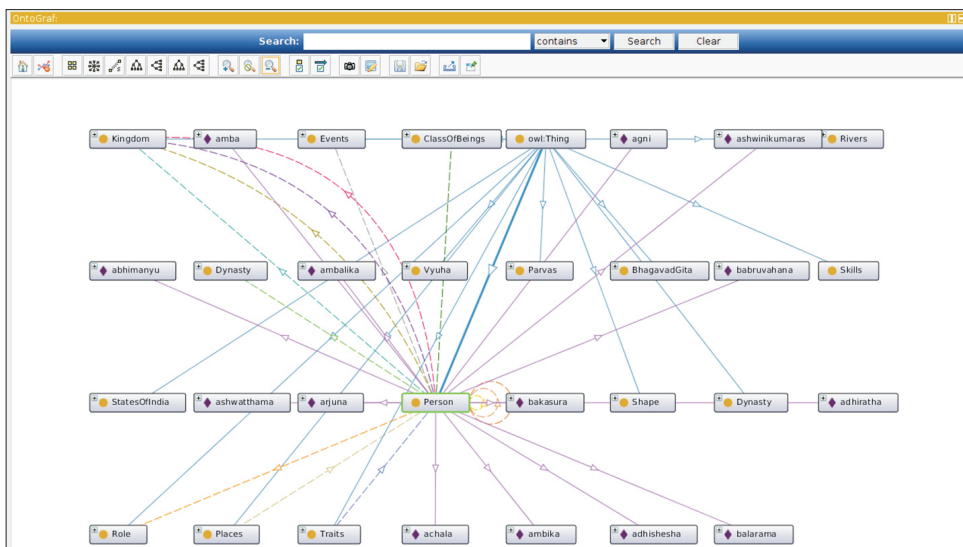 OntoGraf:
Search: contains Search Clear
Kingdom amba Events ClassOfBeings owl:Thing agni ashwinikumaras Rivers
abhimanyu Dynasty ambalika Vyuha Parvas BhagavadGita babruvahana Skills
StatesOfIndia ashwatthama arjuna Person bakasura Shape Dynasty adhiratha
Role Places Traits achala ambika adhishesha balarama